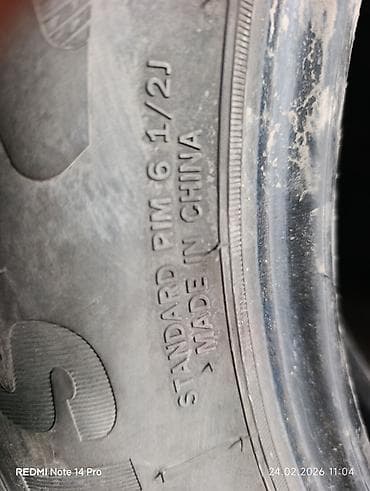 STANDARD RIM 6 1/2J
MADE IN CHINA
REDMI Note 14 Pro
24.02.2026 11:04